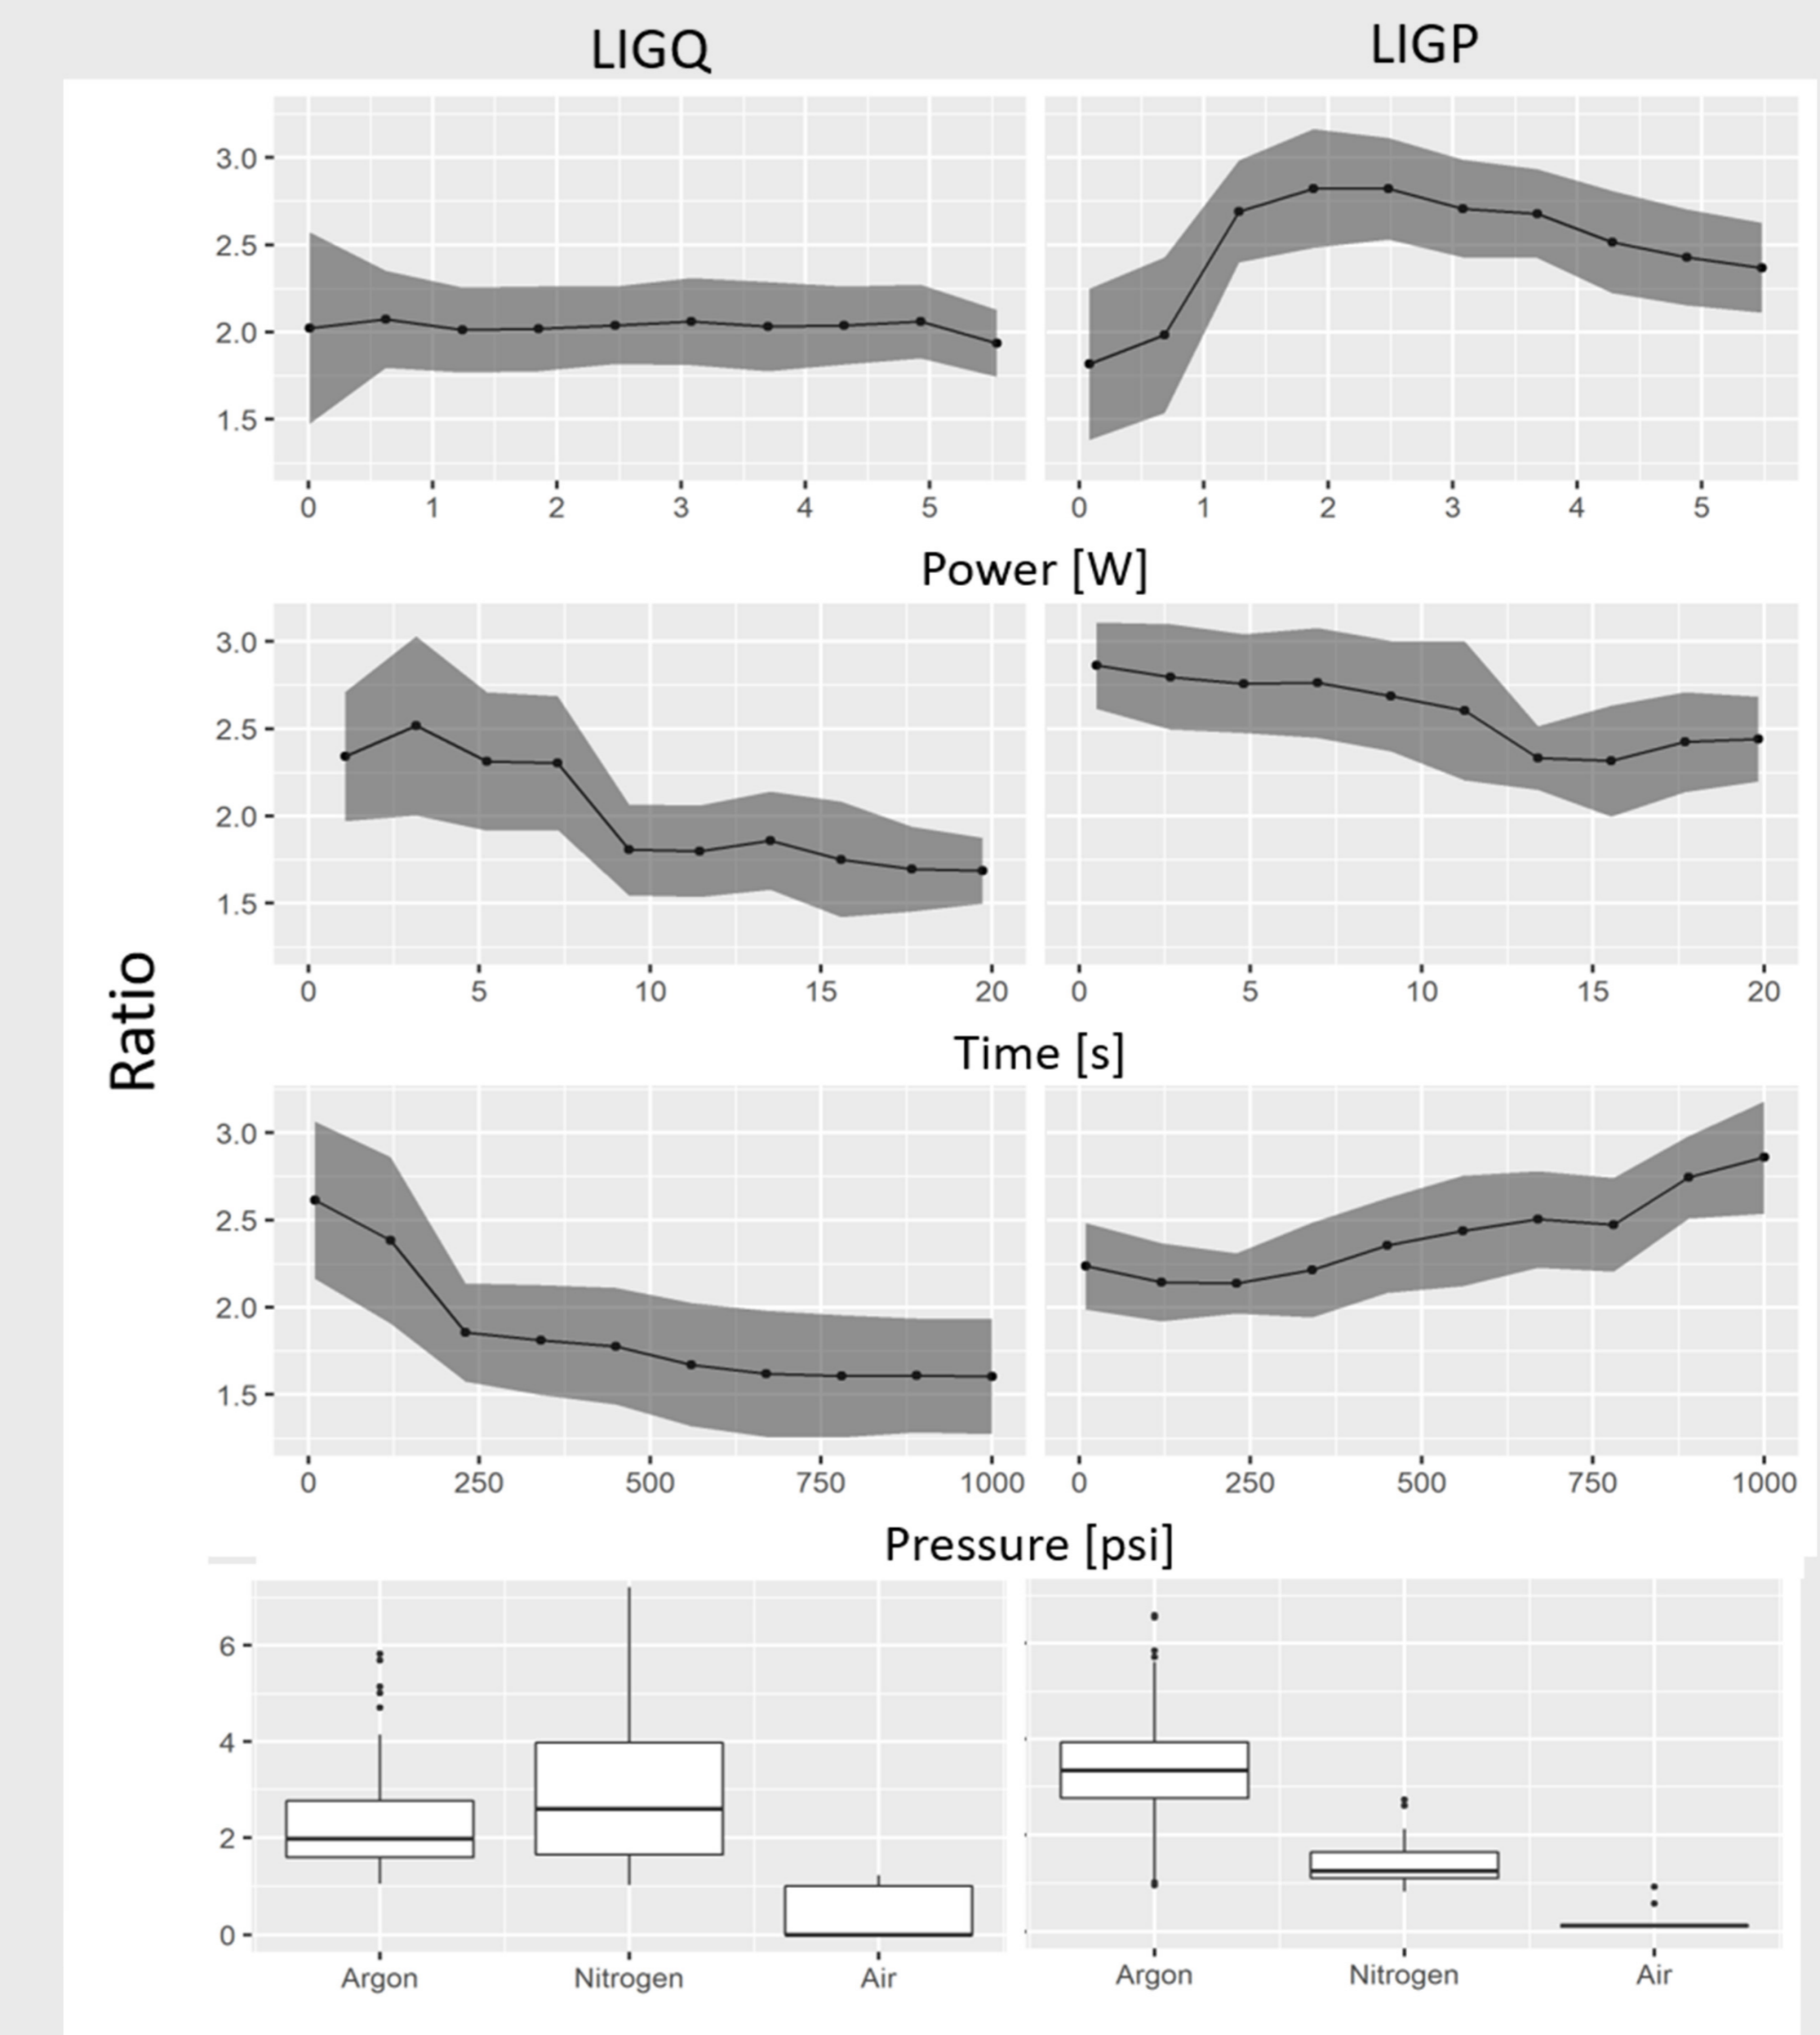 LIGQ LIGP
3.0
2.5
2.0
1.5
0 1 2 3 4 5 0 1 2 3 4 5
Power [W]
3.0
2.5
2.0
1.5
0 5 10 15 20 0 5 10 15 20
Time [s]
Ratio
3.0
2.5
2.0
1.5
0 250 500 750 1000 0 250 500 750 1000
Pressure [psi]
6
4
2
0
Argon Nitrogen Air Argon Nitrogen Air